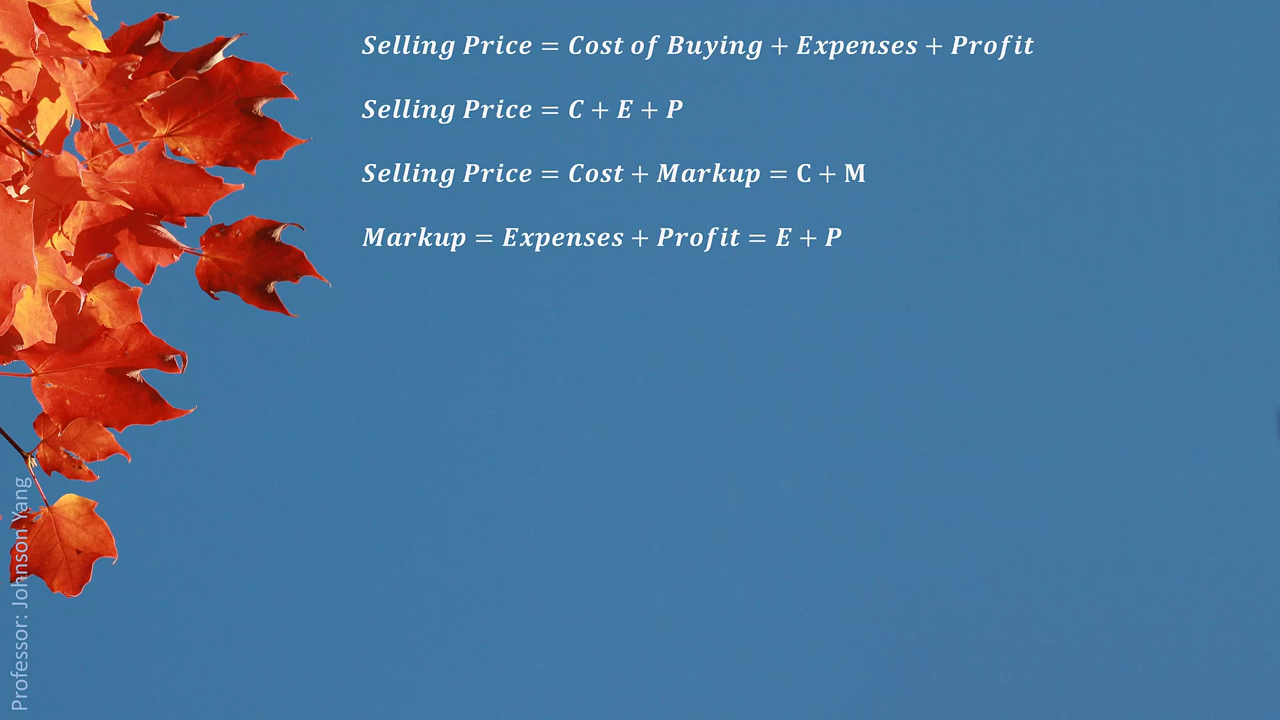 Selling Price = Cost of Buying + Expenses + Profit
Selling Price = C + E + P
Selling Price = Cost + Markup = C + M
Markup = Expenses + Profit = E + P
Professor: Johnson Yang